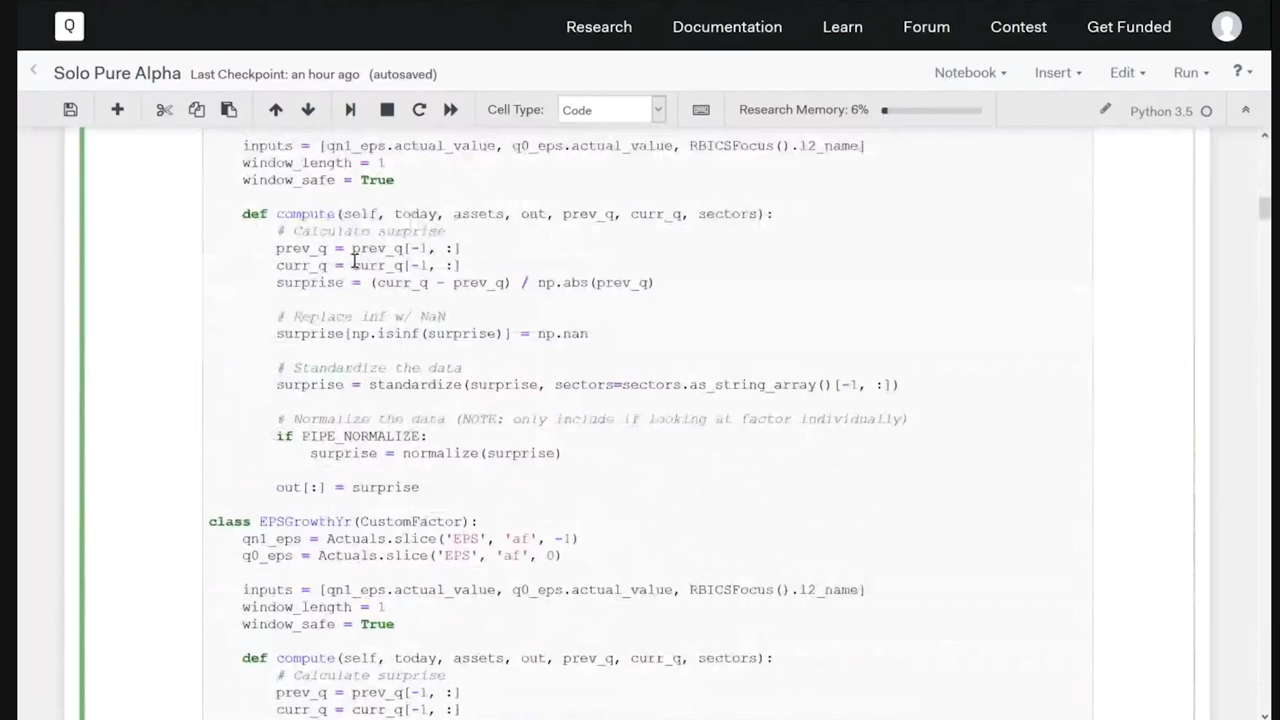 Q Research Documentation Learn Forum Contest Get Funded
Solo Pure Alpha Last Checkpoint: an hour ago (autosaved) Notebook Insert Edit Run ?
Cell Type: Code Research Memory: 6% Python 3.5
inputs = [qn1_eps.actual_value, q0_eps.actual_value, RBICSFocus().l2_name]
window_length = 1
window_safe = True
def compute(self, today, assets, out, prev_q, curr_q, sectors):
# Calculate surprise
prev_q = prev_q[-1, :]
curr_q = curr_q[-1, :]
surprise = (curr_q - prev_q) / np.abs(prev_q)
# Replace inf w/ NaN
surprise[np.isinf(surprise)] = np.nan
# Standardize the data
surprise = standardize(surprise, sectors=sectors.as_string_array()[-1, :])
# Normalize the data (NOTE: only include if looking at factor individually)
if PIPE_NORMALIZE:
surprise = normalize(surprise)
out[:] = surprise
class EPSGrowthYr(CustomFactor):
qn1_eps = Actuals.slice('EPS', 'af', -1)
q0_eps = Actuals.slice('EPS', 'af', 0)
inputs = [qn1_eps.actual_value, q0_eps.actual_value, RBICSFocus().l2_name]
window_length = 1
window_safe = True
def compute(self, today, assets, out, prev_q, curr_q, sectors):
# Calculate surprise
prev_q = prev_q[-1, :]
curr_q = curr_q[-1, :]